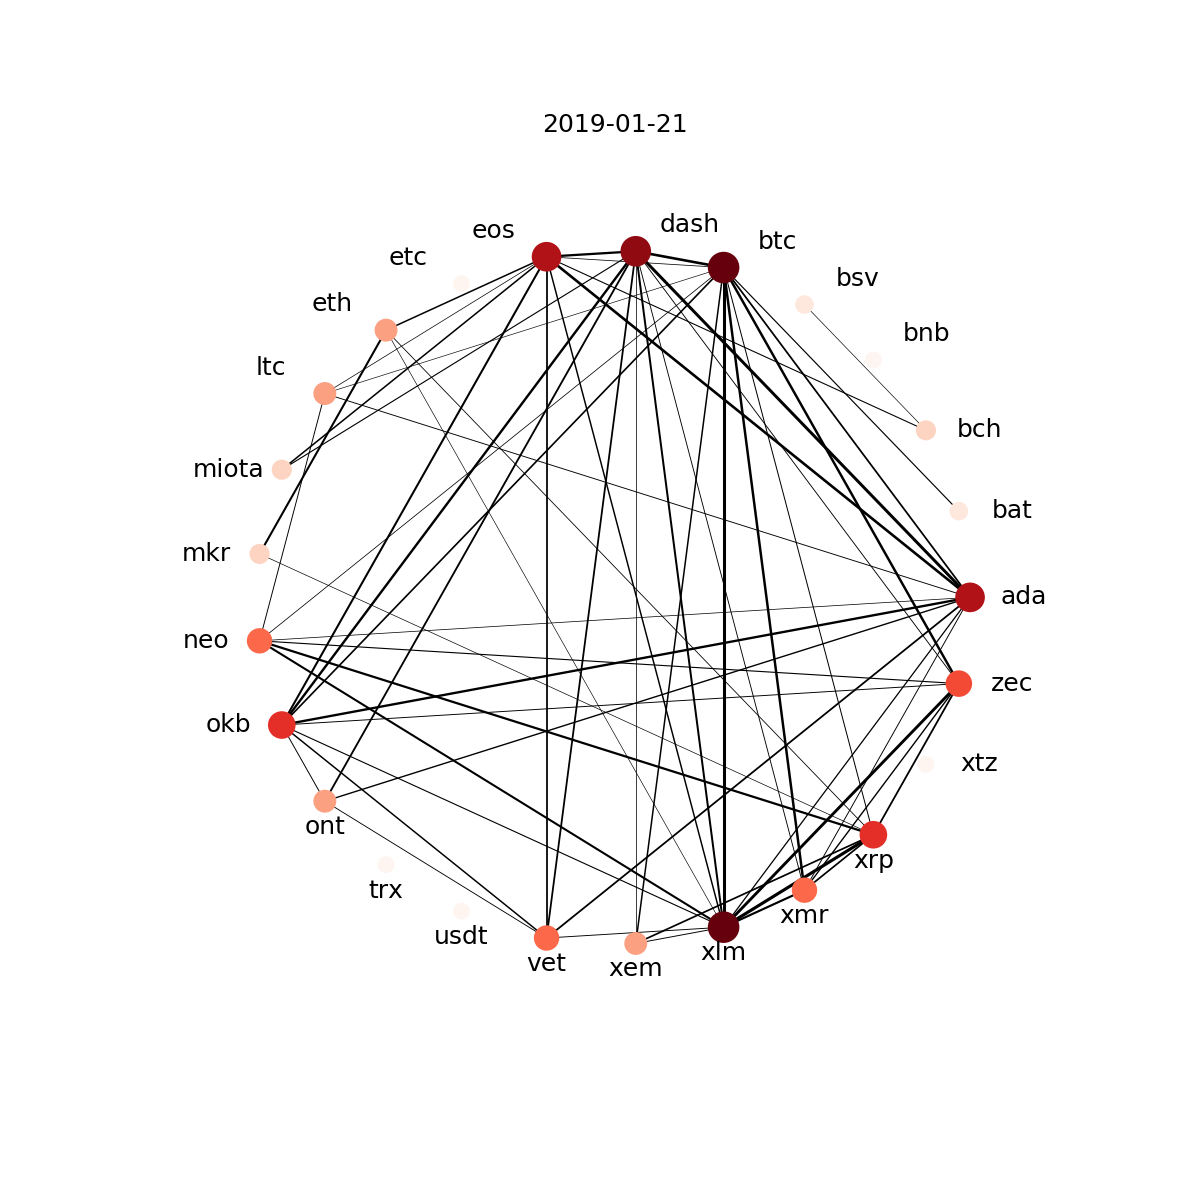 2019-01-21
dash
eos
btc
etc
bsv
eth
bnb
ltc
bch
miota
bat
mkr
ada
neo
zec
okb
xtz
ont
xrp
trx
xmr
usdt
xlm
vet
xem